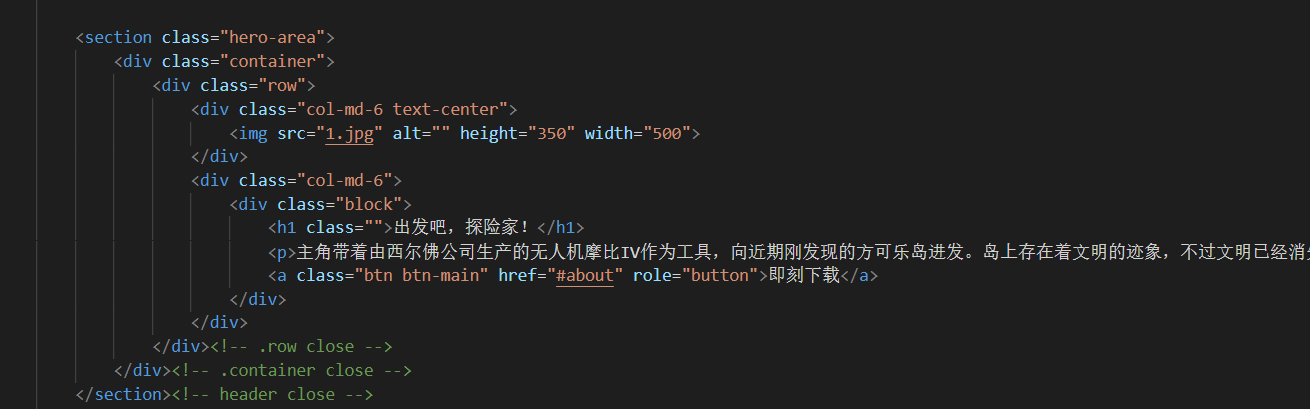 <section class="hero-area">
<div class="container">
<div class="row">
<div class="col-md-6 text-center">
<img src="1.jpg" alt="" height="350" width="500">
</div>
<div class="col-md-6">
<div class="block">
<h1 class="">出发吧，探险家！</h1>
<p>主角带着由西尔佛公司生产的无人机摩比IV作为工具，向近期刚发现的方可乐岛进发。岛上存在着文明的迹象，不过文明已经消
<a class="btn btn-main" href="#about" role="button">即刻下载</a>
</div>
</div>
</div><!-- .row close -->
</div><!-- .container close -->
</section><!-- header close -->